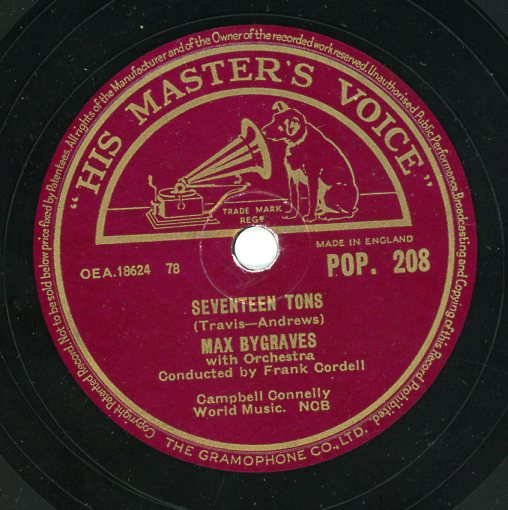 Copyright Patented Record.Not to be sold below price fixed by Patentees.All rights of the Manufacturer and of the Owner of the recorded work reserved. Unauthorised Public Performance, Broadcasting and Copying of this Record Prohibited
"HIS MASTER'S VOICE"
TRADE MARK
REGD
MADE IN ENGLAND
OEA.18624 78
POP. 208
SEVENTEEN TONS
(Travis—Andrews)
MAX BYGRAVES
with Orchestra
Conducted by Frank Cordell
Campbell Connelly
World Music. NCB
THE GRAMOPHONE CO., LTD.